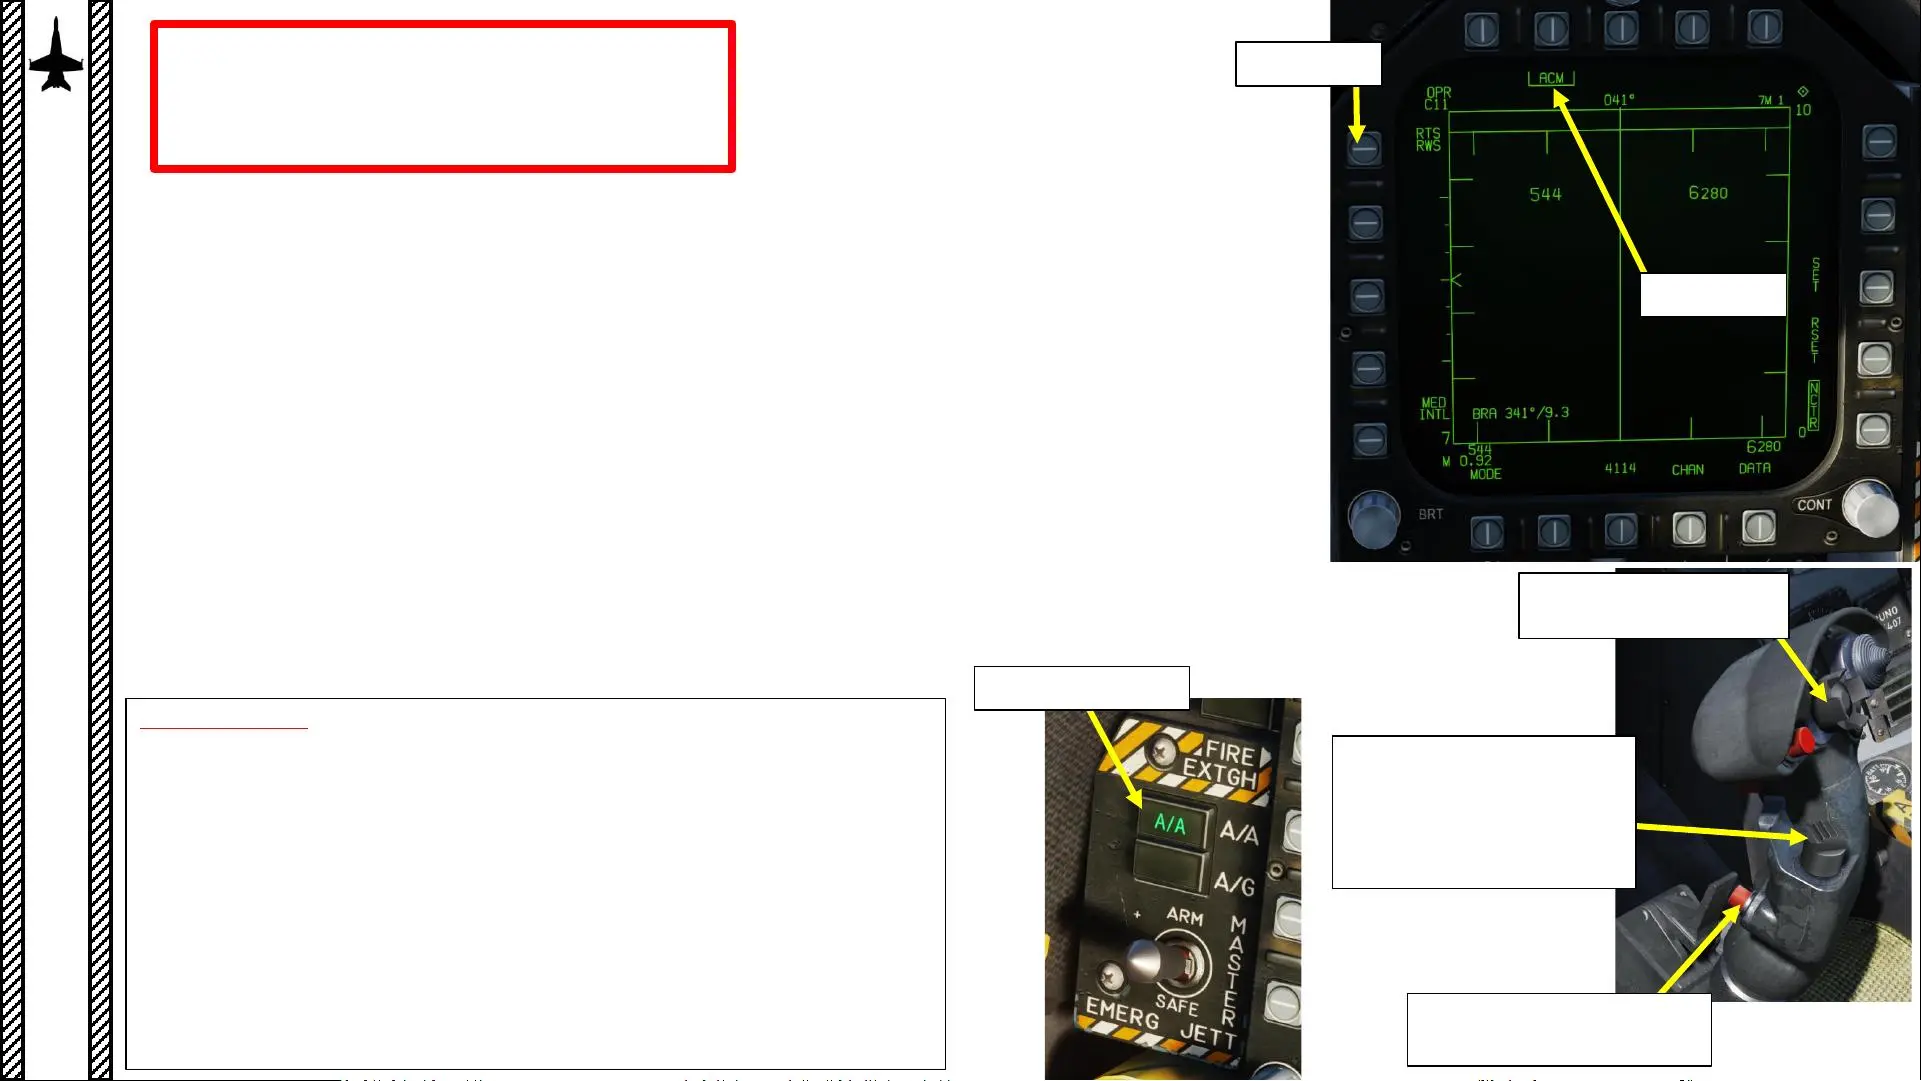 ACM
OPR
C11
041°
7M 1
10
RTS
RWS
544
6280
SET
RSET
NCTR
MED
INTL
BRA 341°/9.3
7
0
544
6280
M 0.92
MODE
4114
CHAN
DATA
BRT
CONT
FIRE
EXTGH
A/A
A/A
A/G
ARM
MASTER
SAFE
EMERG JETT
407